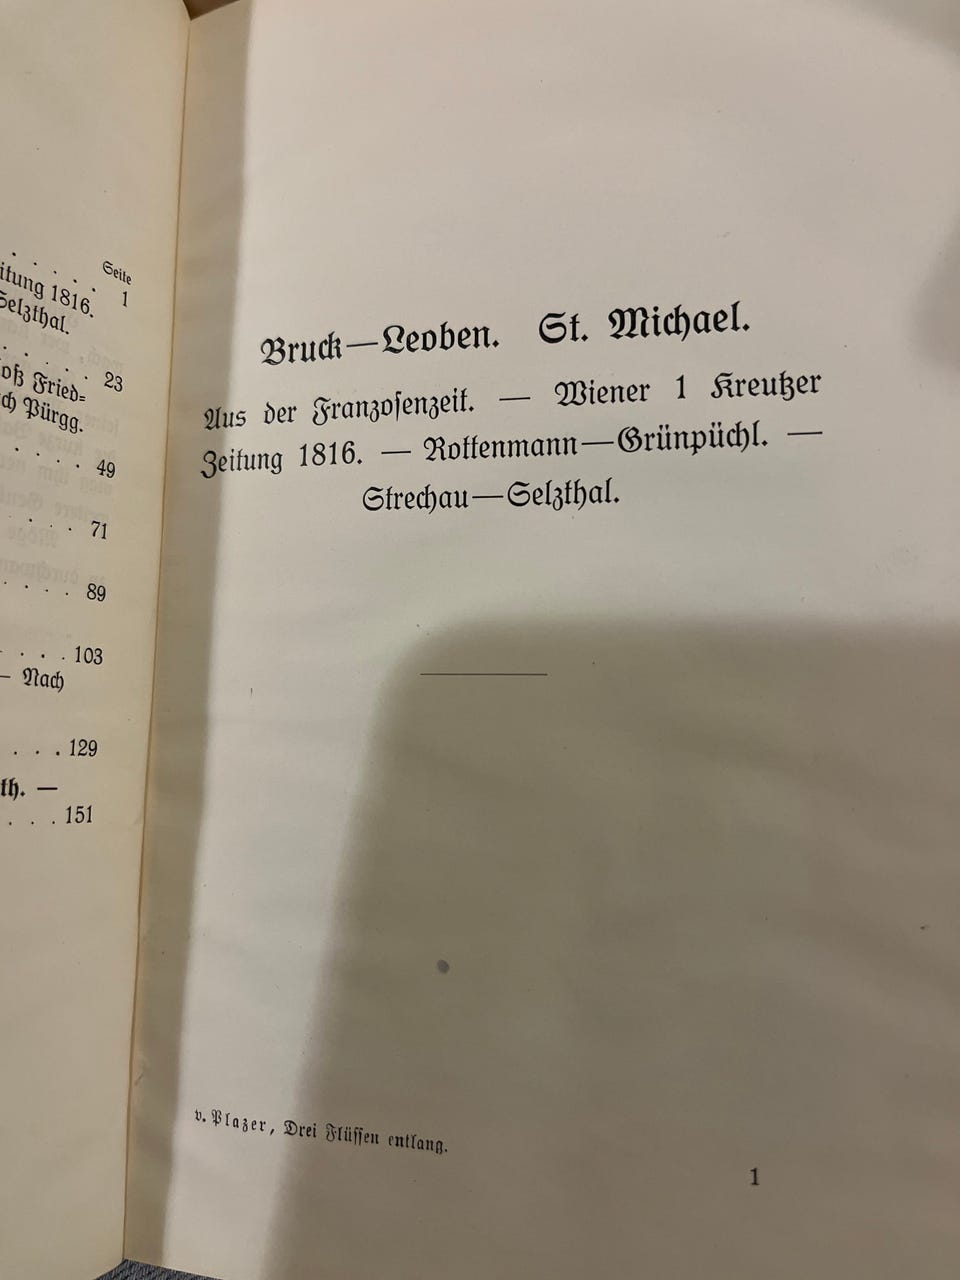 Seite
. . . . . 1
itung 1816.
Selzthal.
. . . . . 23
oß Fried=
ch Pürgg.
. . . . 49
. . . . 71
. . . . 89
. . . . 103
— Nach
. . . 129
th. —
. . . 151
Bruck—Leoben. St. Michael.
Aus der Franzosenzeit. — Wiener 1 Kreutzer
Zeitung 1816. — Rottenmann—Grünpüchl. —
Strechau—Selzthal.
v. Plazer, Drei Flüssen entlang.
1